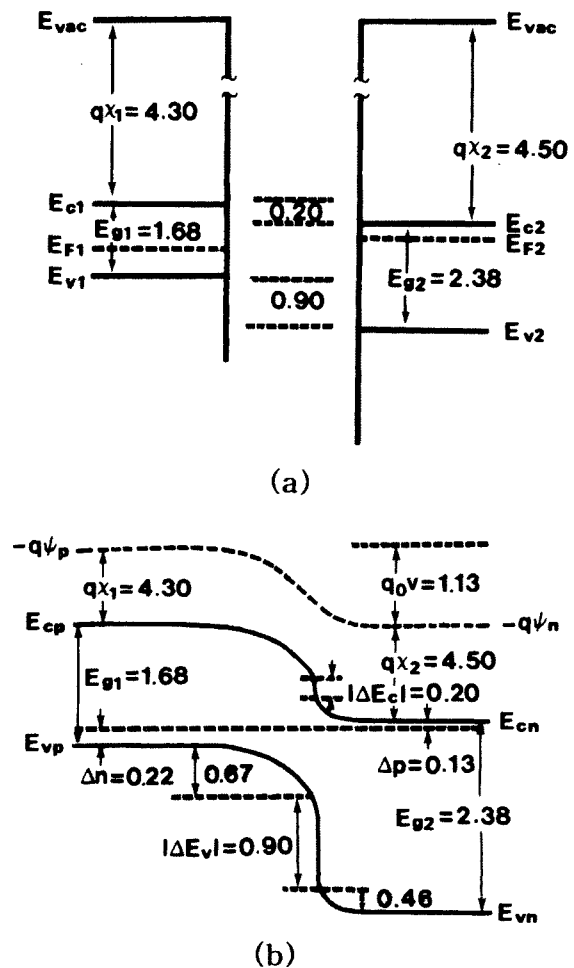 Evac
Evac
qχ₁=4.30
qχ₂=4.50
Ec1
0.20
Ec2
Eg1=1.68
EF1
EF2
Ev1
Eg2=2.38
0.90
Ev2
(a)
-qψp
qχ₁=4.30
q₀v=1.13
-qψn
Ecp
qχ₂=4.50
Eg1=1.68
|ΔEc|=0.20
Ecn
Evp
Δn=0.22
0.67
Δp=0.13
Eg2=2.38
|ΔEv|=0.90
0.46
Evn
(b)